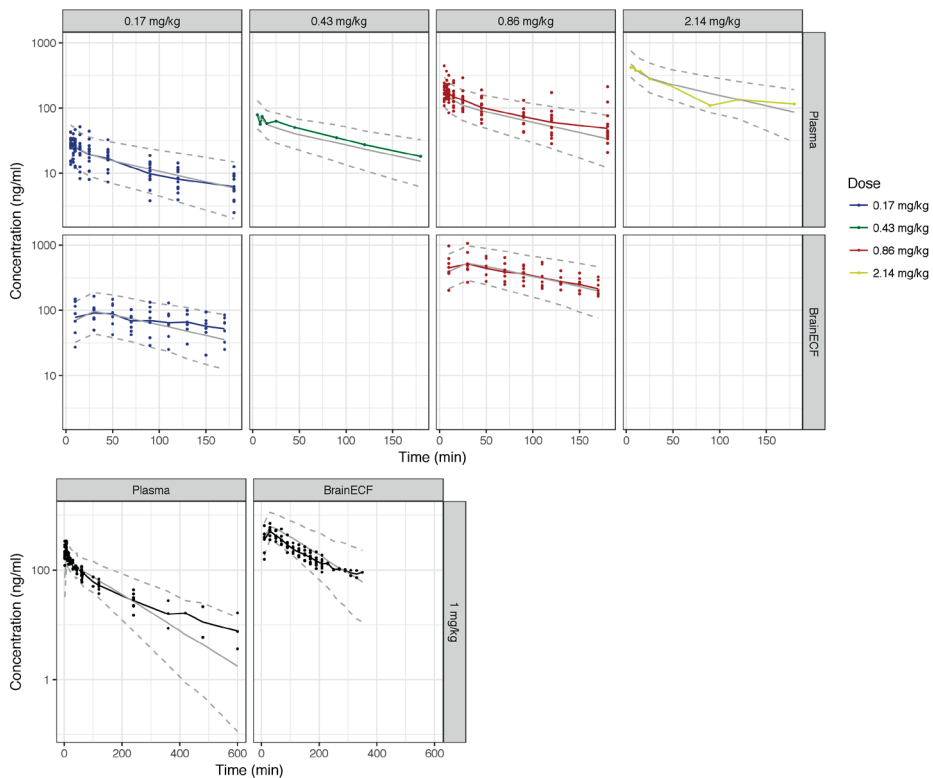 0.17 mg/kg 0.43 mg/kg 0.86 mg/kg 2.14 mg/kg
1000
100
10
Plasma
1000
100
10
BrainECF
Concentration (ng/ml)
0 50 100 150 0 50 100 150 0 50 100 150 0 50 100 150
Time (min)
Dose
0.17 mg/kg
0.43 mg/kg
0.86 mg/kg
2.14 mg/kg
Plasma BrainECF
100
1
Concentration (ng/ml)
1 mg/kg
0 200 400 600 0 200 400 600
Time (min)